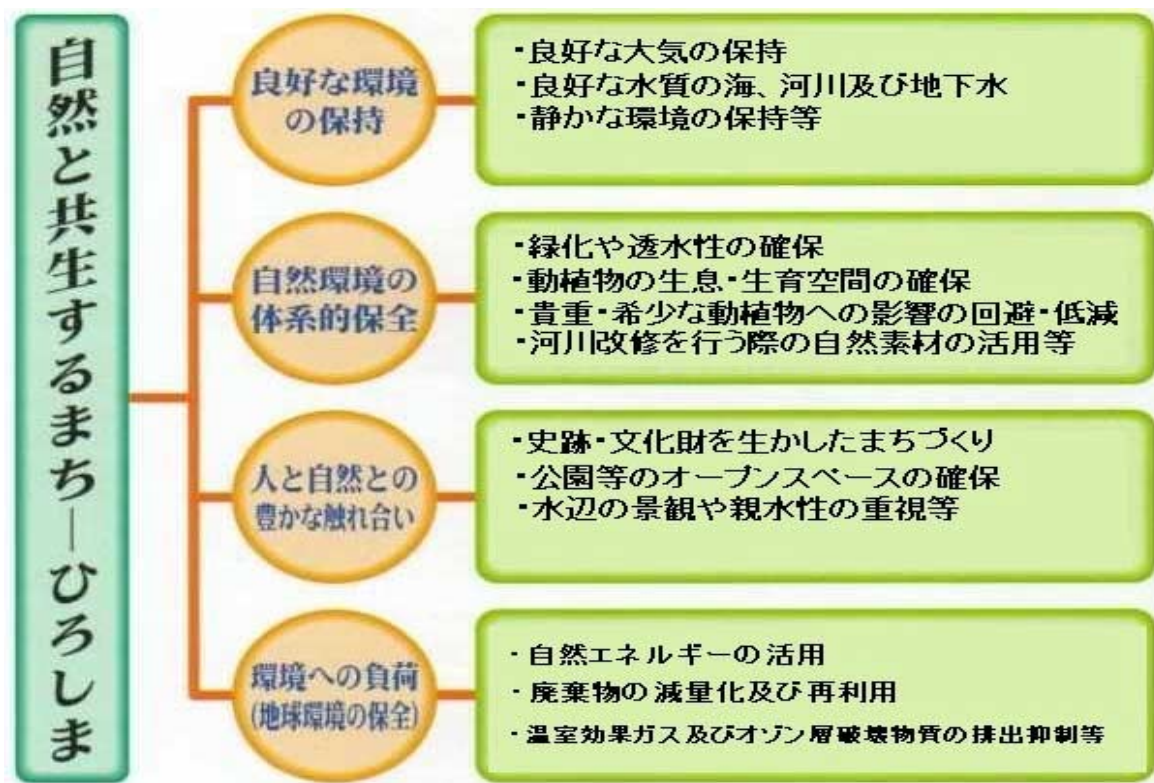 自然と共生するまち―ひろしま
良好な環境
の保持
・良好な大気の保持
・良好な水質の海、河川及び地下水
・静かな環境の保持等
自然環境の
体系的保全
・緑化や透水性の確保
・動植物の生息・生育空間の確保
・貴重・希少な動植物への影響の回避・低減
・河川改修を行う際の自然素材の活用等
人と自然との
豊かな触れ合い
・史跡・文化財を生かしたまちづくり
・公園等のオープンスペースの確保
・水辺の景観や親水性の重視等
環境への負荷
(地球環境の保全)
・自然エネルギーの活用
・廃棄物の減量化及び再利用
・温室効果ガス及びオゾン層破壊物質の排出抑制等